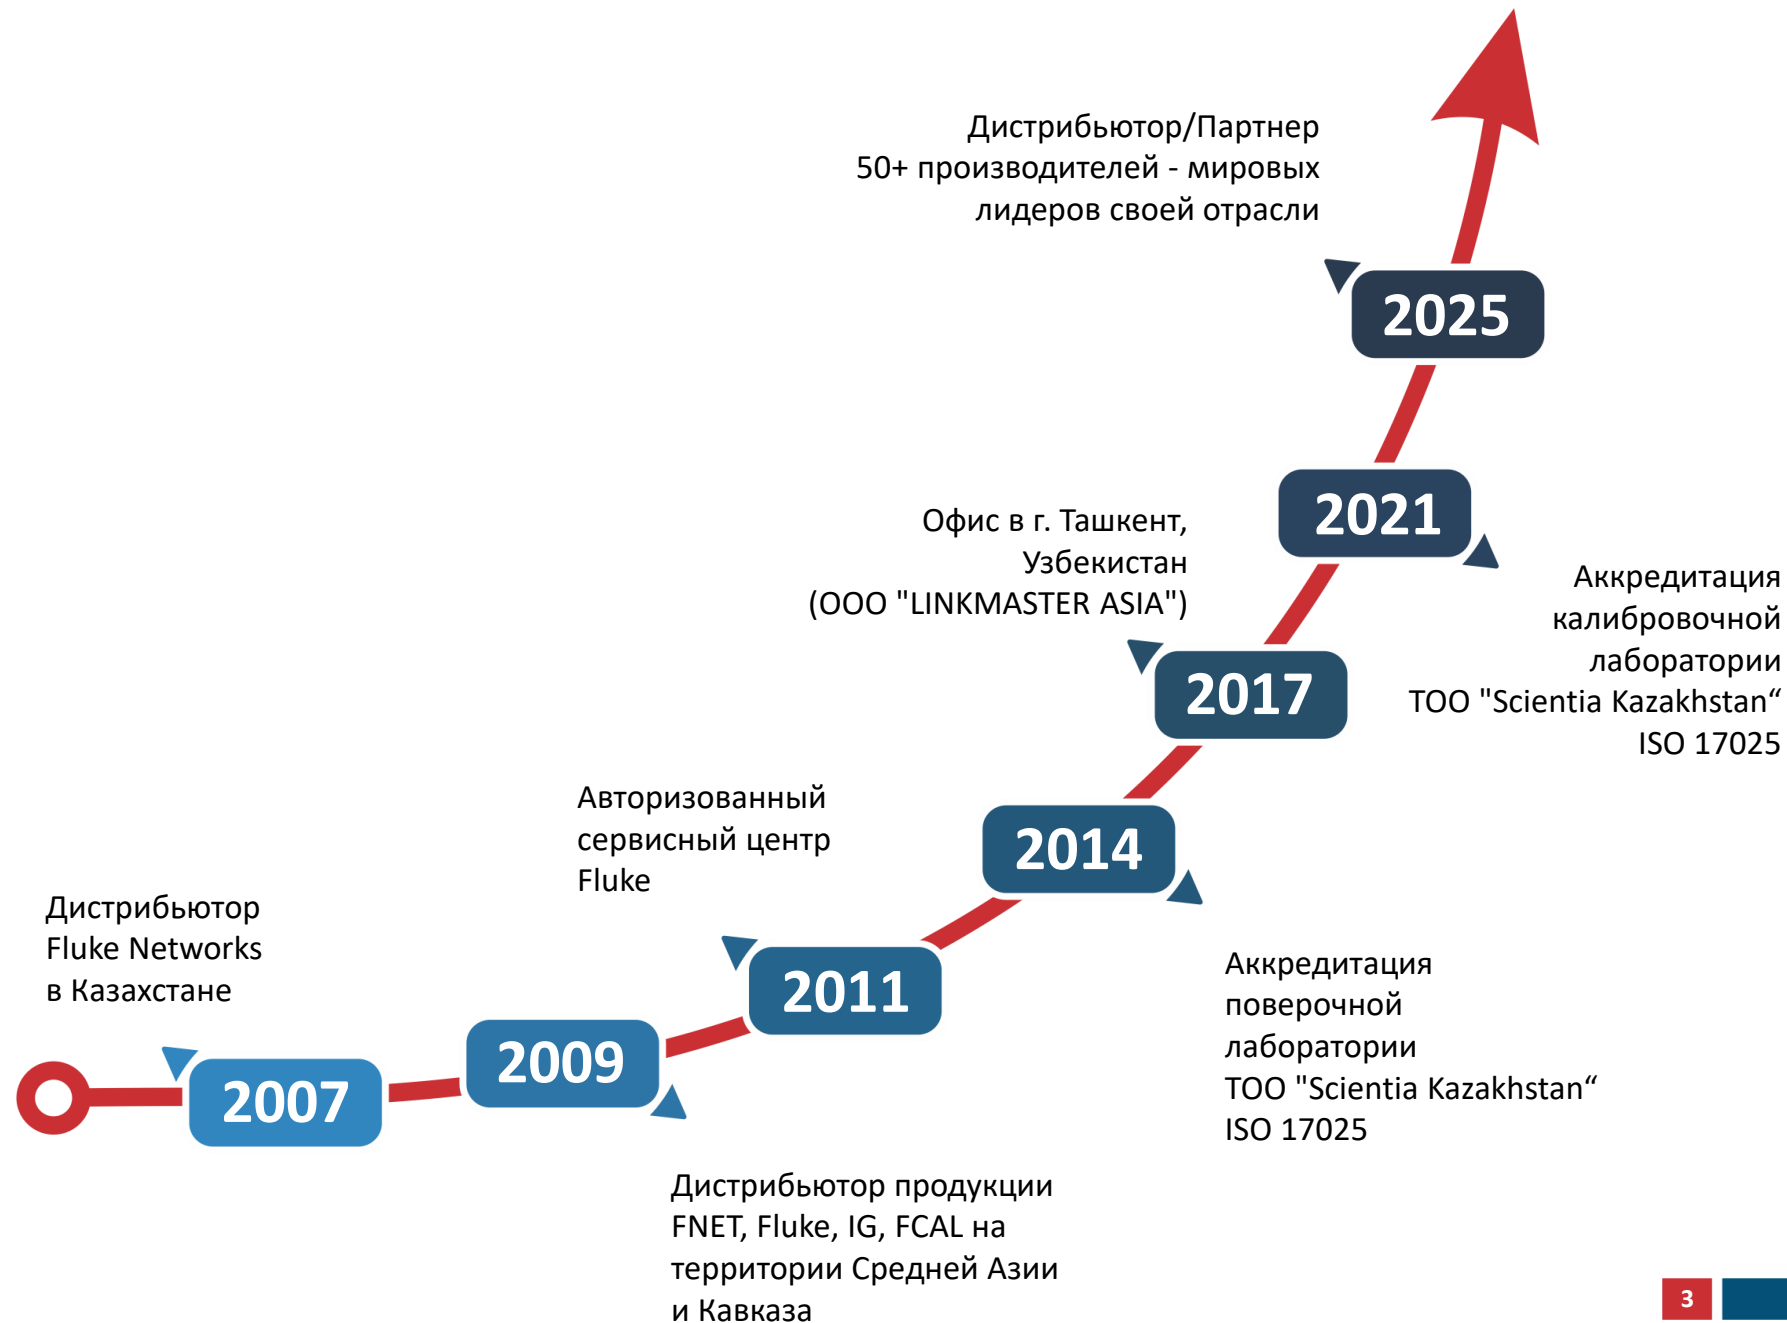 Дистрибьютор
Fluke Networks
в Казахстане
2007
2009
Дистрибьютор продукции
FNET, Fluke, IG, FCAL на
территории Средней Азии
и Кавказа
Авторизованный
сервисный центр
Fluke
2011
2014
Аккредитация
поверочной
лаборатории
ТОО "Scientia Kazakhstan“
ISO 17025
Офис в г. Ташкент,
Узбекистан
(ООО "LINKMASTER ASIA")
2017
2021
Аккредитация
калибровочной
лаборатории
ТОО "Scientia Kazakhstan“
ISO 17025
Дистрибьютор/Партнер
50+ производителей - мировых
лидеров своей отрасли
2025
3